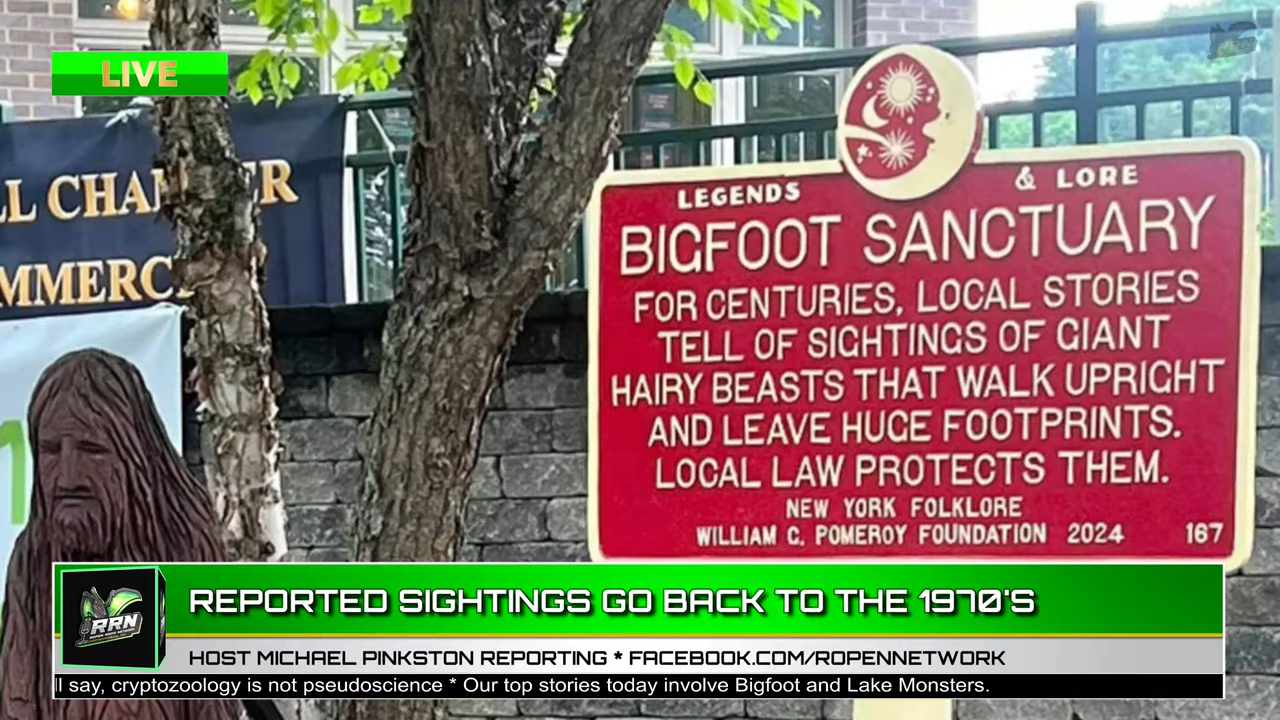 LIVE
LL CHAMBER
MMERCE
LEGENDS & LORE
BIGFOOT SANCTUARY
FOR CENTURIES, LOCAL STORIES
TELL OF SIGHTINGS OF GIANT
HAIRY BEASTS THAT WALK UPRIGHT
AND LEAVE HUGE FOOTPRINTS.
LOCAL LAW PROTECTS THEM.
NEW YORK FOLKLORE
WILLIAM C. POMEROY FOUNDATION 2024 167
RRN
REPORTED SIGHTINGS GO BACK TO THE 1970'S
HOST MICHAEL PINKSTON REPORTING * FACEBOOK.COM/ROPENNETWORK
l say, cryptozoology is not pseudoscience * Our top stories today involve Bigfoot and Lake Monsters.